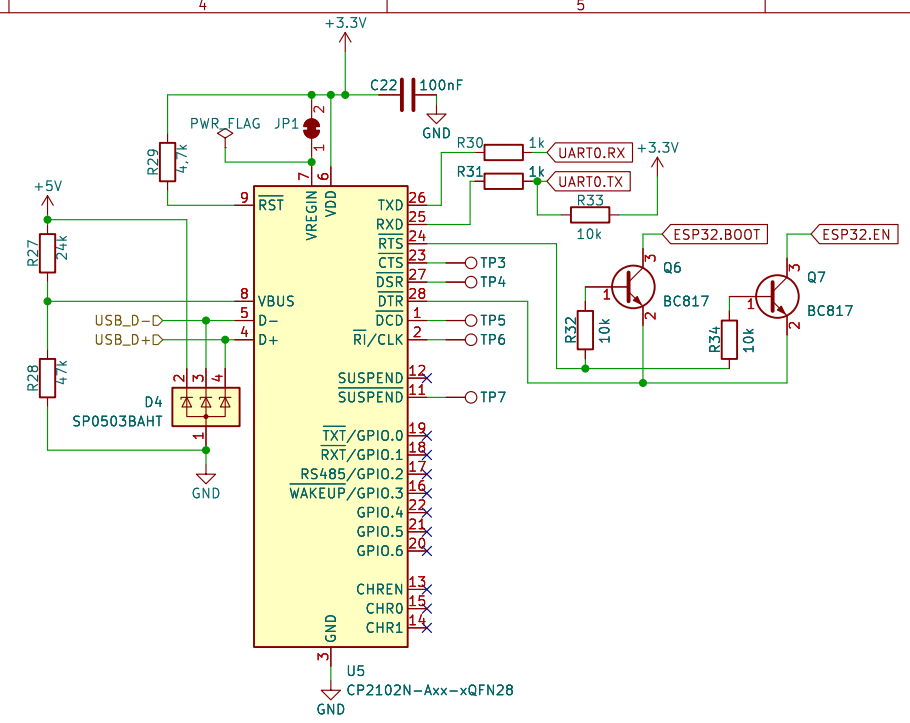 4 5
+3.3V
C22 100nF
GND
PWR_FLAG JP1 2 1
R29 4.7k
R30 1k UART0.RX
R31 1k UART0.TX
+3.3V
R33
10k
+5V
R27 24k
R28 47k
USB_D-
USB_D+
2 3 4
D4
SP0503BAHT
1
GND
7 6
VREGIN VDD
9 RST
8 VBUS
5 D-
4 D+
TXD 26
RXD 25
RTS 24
CTS 23 TP3
DSR 27 TP4
DTR 28
DCD 1 TP5
RI/CLK 2 TP6
SUSPEND 12
SUSPEND 11 TP7
TXT/GPIO.0 19
RXT/GPIO.1 18
RS485/GPIO.2 17
WAKEUP/GPIO.3 16
GPIO.4 22
GPIO.5 21
GPIO.6 20
CHREN 13
CHR0 15
CHR1 14
GND
3
GND
U5
CP2102N-Axx-xQFN28
ESP32.BOOT
3
Q6
1
BC817
2
R32 10k
ESP32.EN
3
Q7
1
BC817
2
R34 10k